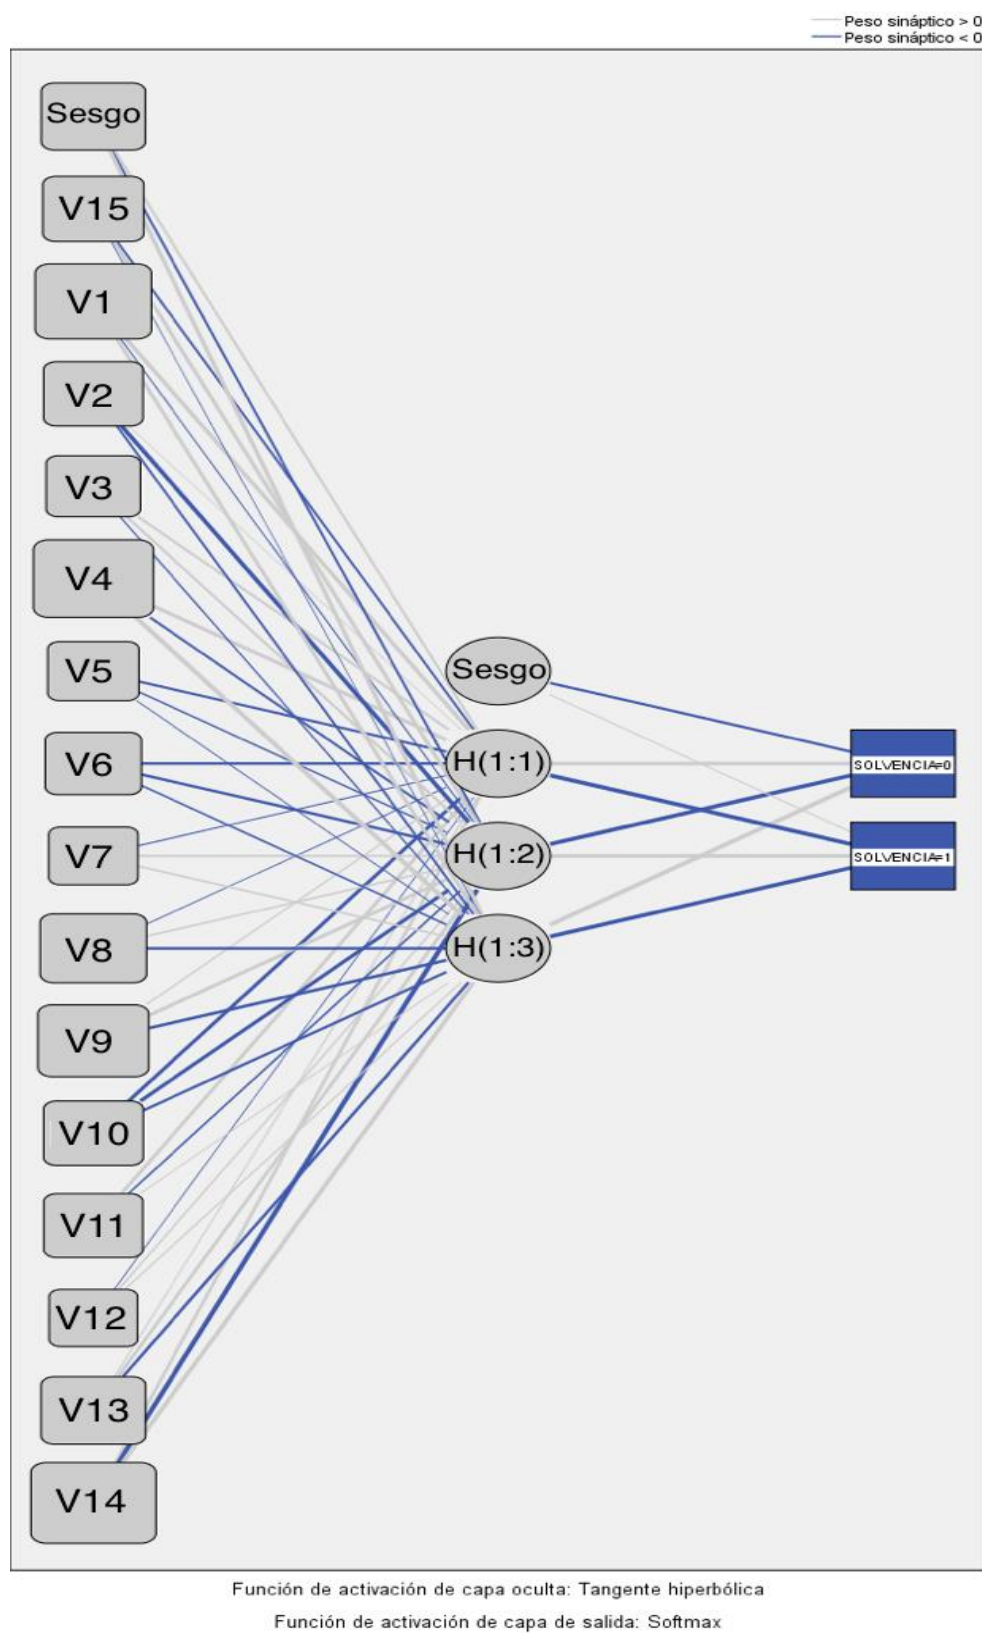 Peso sináptico > 0
Peso sináptico < 0
Sesgo
V15
V1
V2
V3
V4
V5
V6
V7
V8
V9
V10
V11
V12
V13
V14
Sesgo
H(1:1)
H(1:2)
H(1:3)
SOLVENCIA=0
SOLVENCIA=1
Función de activación de capa oculta: Tangente hiperbólica
Función de activación de capa de salida: Softmax